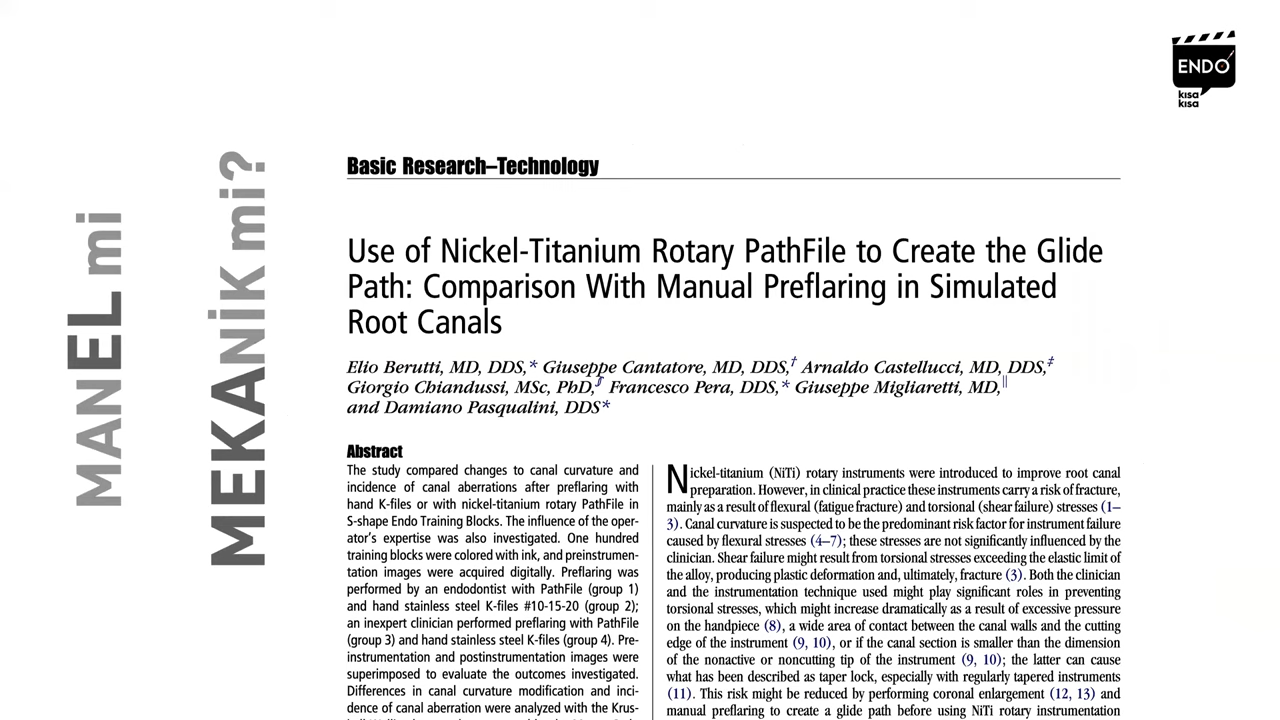 ENDO
kısa
kısa
MANEL mi
MEKANİK mi?
Basic Research–Technology
Use of Nickel-Titanium Rotary PathFile to Create the Glide
Path: Comparison With Manual Preflaring in Simulated
Root Canals
Elio Berutti, MD, DDS,* Giuseppe Cantatore, MD, DDS,† Arnaldo Castellucci, MD, DDS,‡
Giorgio Chiandussi, MSc, PhD,§ Francesco Pera, DDS,* Giuseppe Migliaretti, MD,||
and Damiano Pasqualini, DDS*
Abstract
The study compared changes to canal curvature and
incidence of canal aberrations after preflaring with
hand K-files or with nickel-titanium rotary PathFile in
S-shape Endo Training Blocks. The influence of the oper-
ator's expertise was also investigated. One hundred
training blocks were colored with ink, and preinstrumen-
tation images were acquired digitally. Preflaring was
performed by an endodontist with PathFile (group 1)
and hand stainless steel K-files #10-15-20 (group 2);
an inexpert clinician performed preflaring with PathFile
(group 3) and hand stainless steel K-files (group 4). Pre-
instrumentation and postinstrumentation images were
superimposed to evaluate the outcomes investigated.
Differences in canal curvature modification and inci-
dence of canal aberration were analyzed with the Krus-
Nickel-titanium (NiTi) rotary instruments were introduced to improve root canal
preparation. However, in clinical practice these instruments carry a risk of fracture,
mainly as a result of flexural (fatigue fracture) and torsional (shear failure) stresses (1–
3). Canal curvature is suspected to be the predominant risk factor for instrument failure
caused by flexural stresses (4–7); these stresses are not significantly influenced by the
clinician. Shear failure might result from torsional stresses exceeding the elastic limit of
the alloy, producing plastic deformation and, ultimately, fracture (3). Both the clinician
and the instrumentation technique used might play significant roles in preventing
torsional stresses, which might increase dramatically as a result of excessive pressure
on the handpiece (8), a wide area of contact between the canal walls and the cutting
edge of the instrument (9, 10), or if the canal section is smaller than the dimension
of the nonactive or noncutting tip of the instrument (9, 10); the latter can cause
what has been described as taper lock, especially with regularly tapered instruments
(11). This risk might be reduced by performing coronal enlargement (12, 13) and
manual preflaring to create a glide path before using NiTi rotary instrumentation